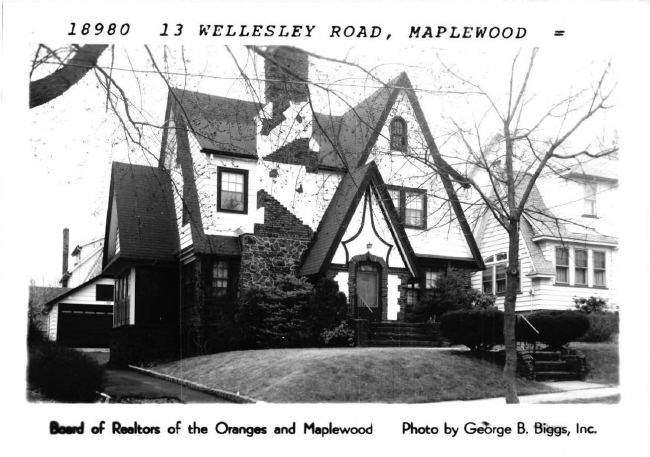 18980 13 WELLESLEY ROAD, MAPLEWOOD =
Board of Realtors of the Oranges and Maplewood Photo by George B. Biggs, Inc.